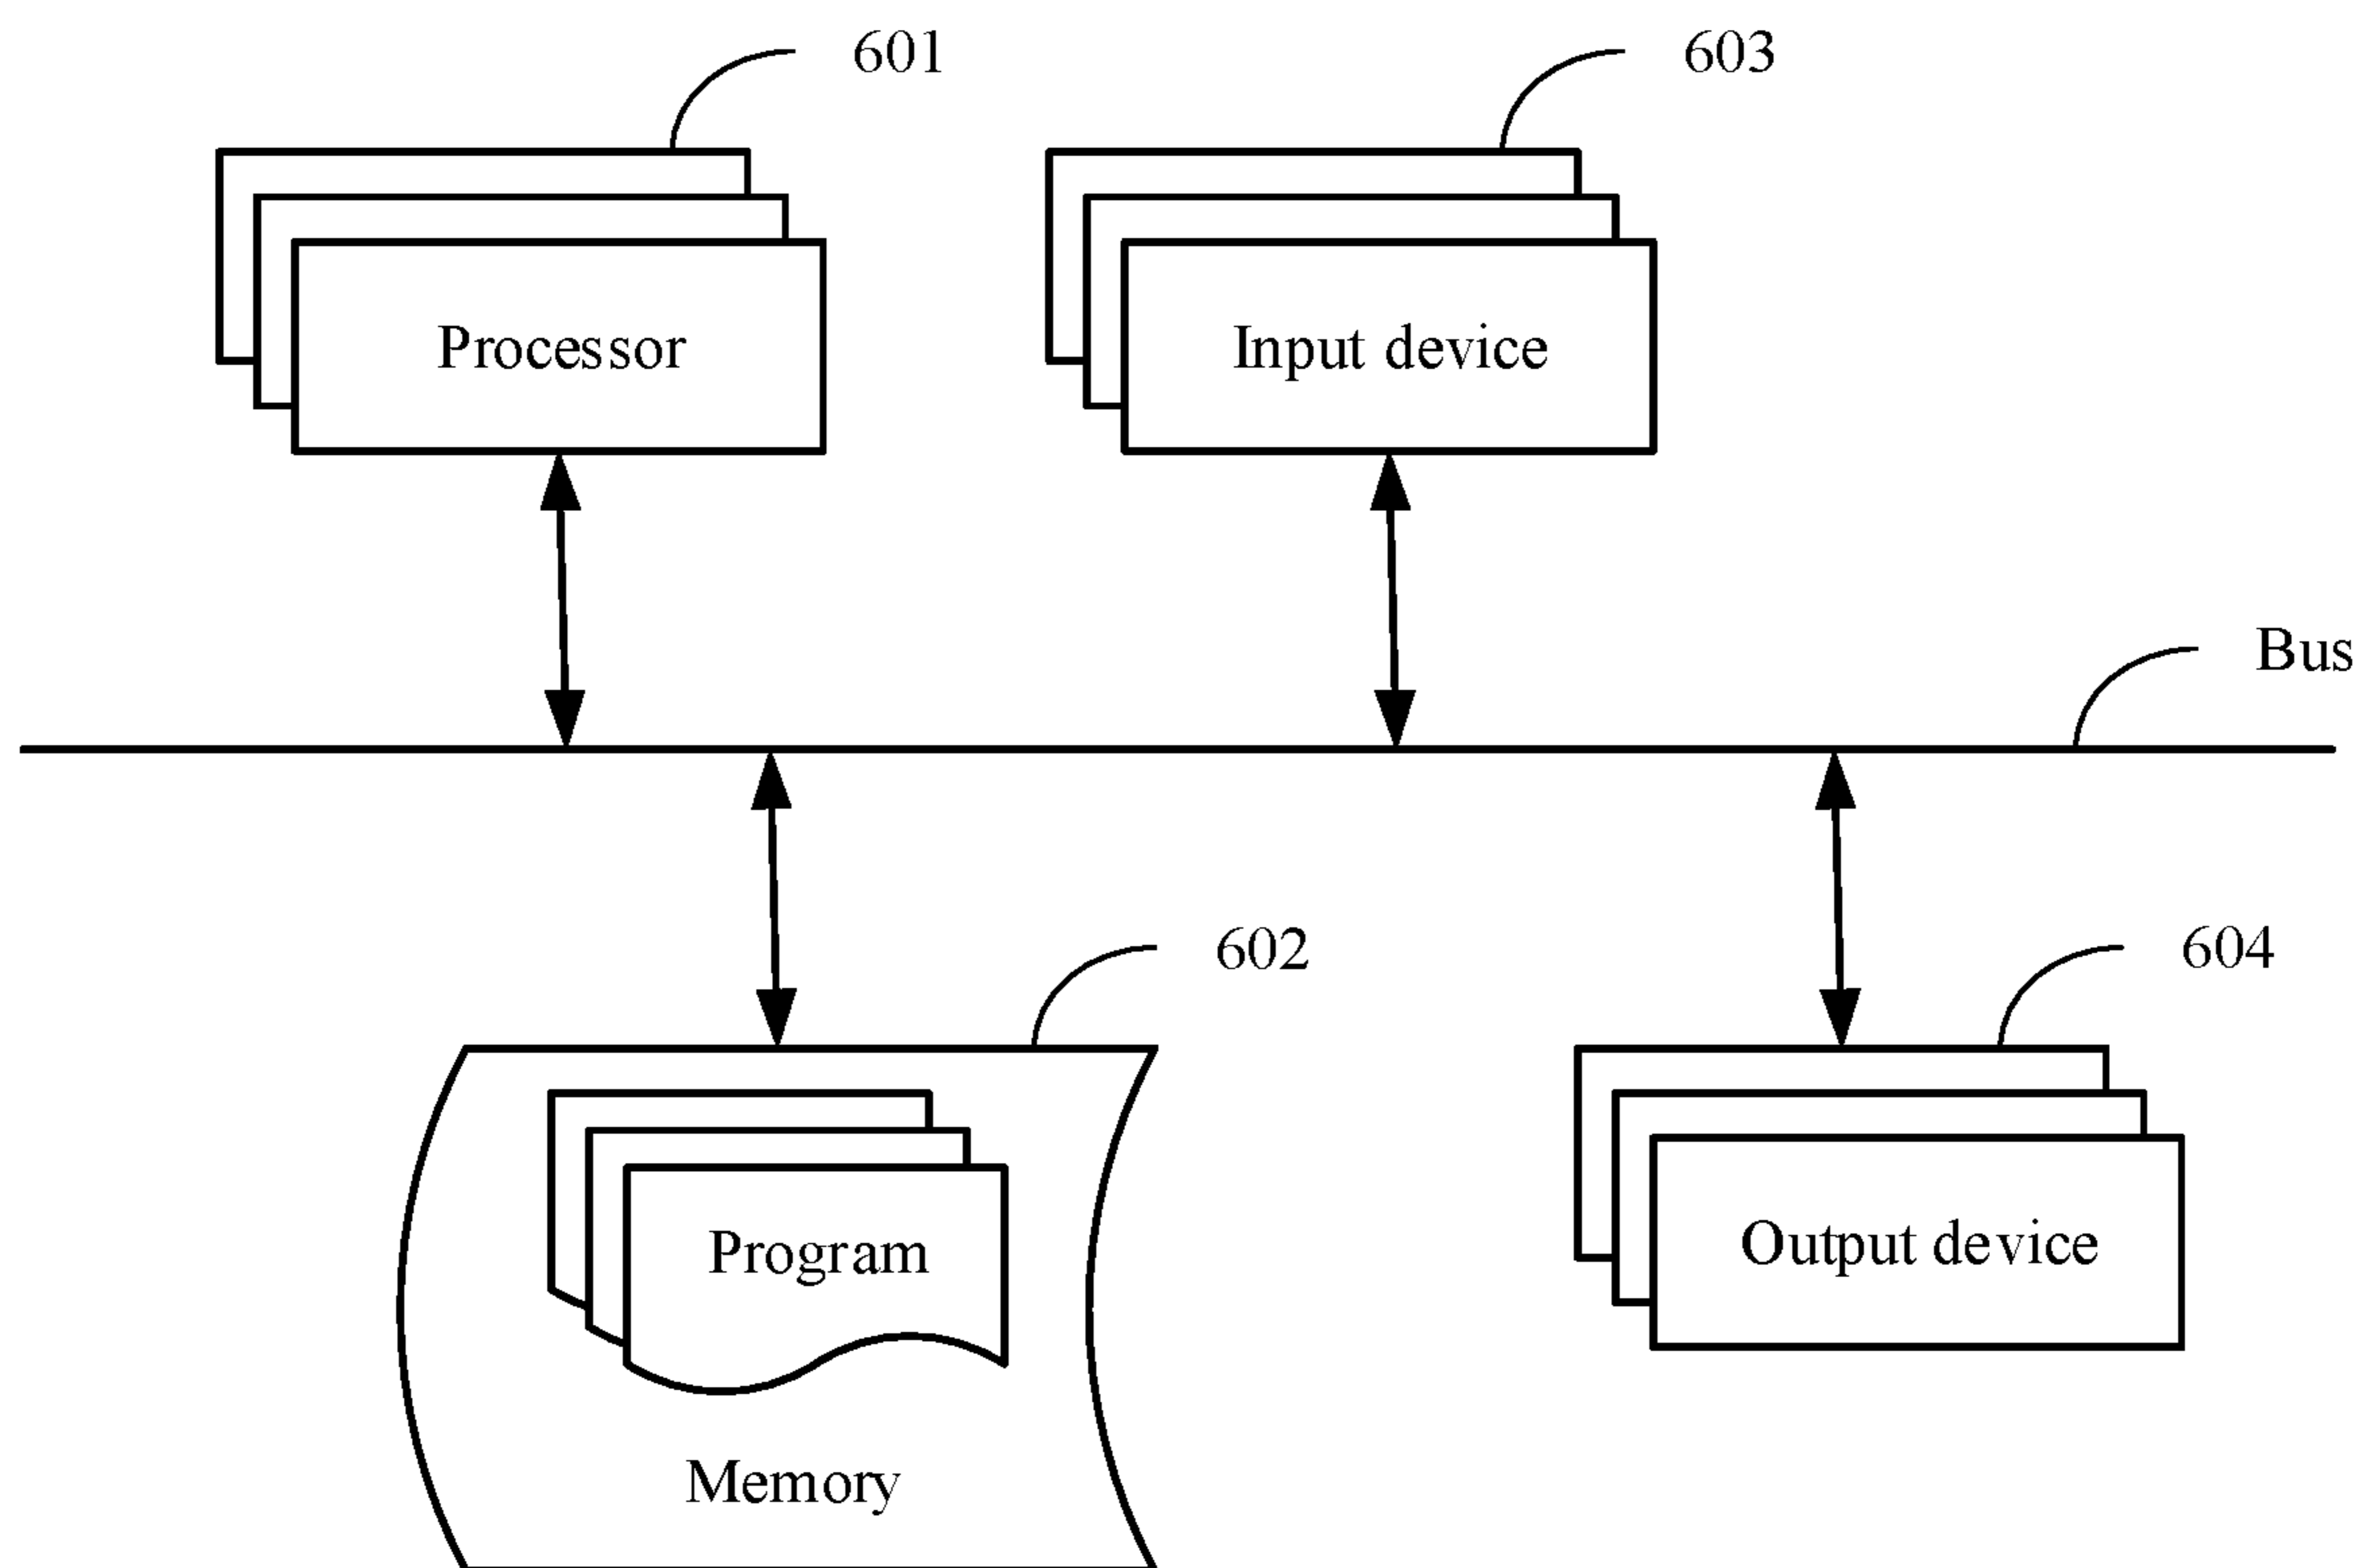 601
603
Processor
Input device
Bus
602
604
Program
Output device
Memory